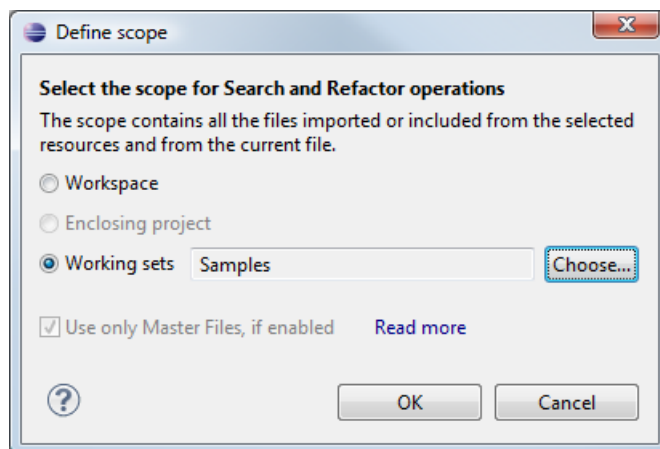 Define scope
Select the scope for Search and Refactor operations
The scope contains all the files imported or included from the selected
resources and from the current file.
Workspace
Enclosing project
Working sets Samples Choose...
Use only Master Files, if enabled Read more
? OK Cancel